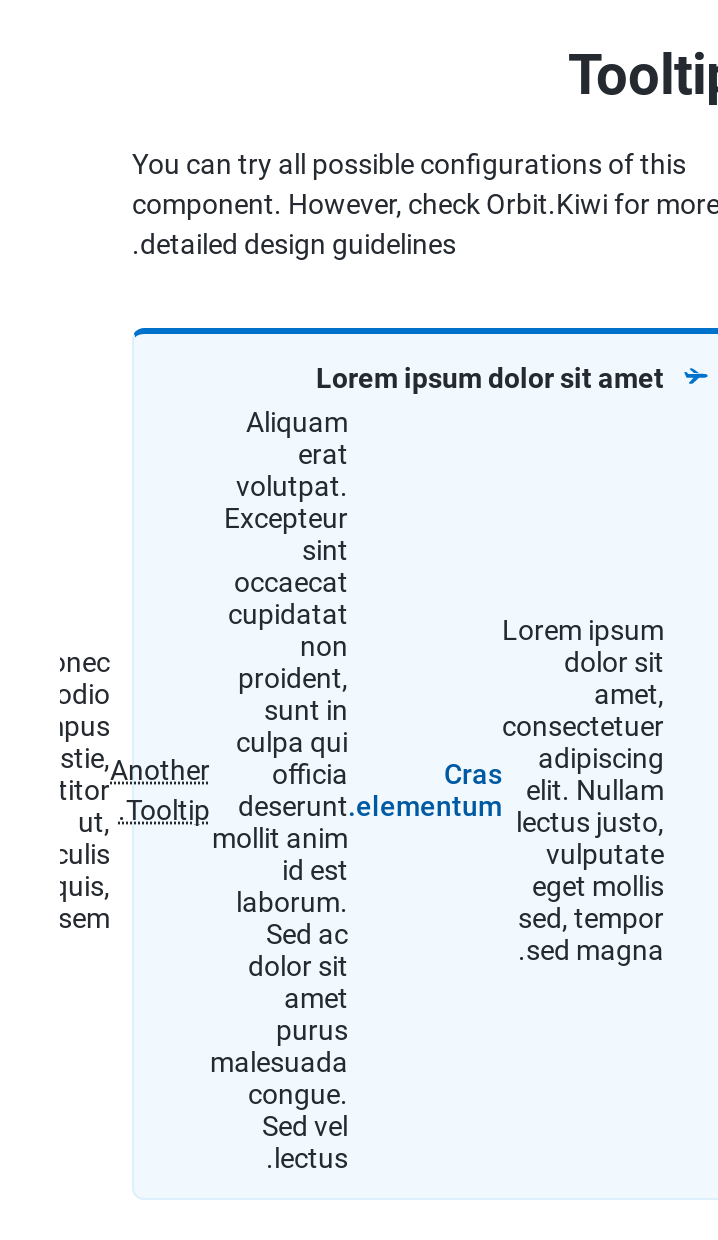 Tooltip
You can try all possible configurations of this
component. However, check Orbit.Kiwi for more
.detailed design guidelines
Lorem ipsum dolor sit amet
Lorem ipsum
dolor sit
amet,
consectetuer
adipiscing
elit. Nullam
lectus justo,
vulputate
eget mollis
sed, tempor
.sed magna
Cras
.elementum
Aliquam
erat
volutpat.
Excepteur
sint
occaecat
cupidatat
non
proident,
sunt in
culpa qui
officia
deserunt
mollit anim
id est
laborum.
Sed ac
dolor sit
amet
purus
malesuada
congue.
Sed vel
.lectus
Another
.Tooltip
odio
stie,
titor
ut,
culis
quis,
sem